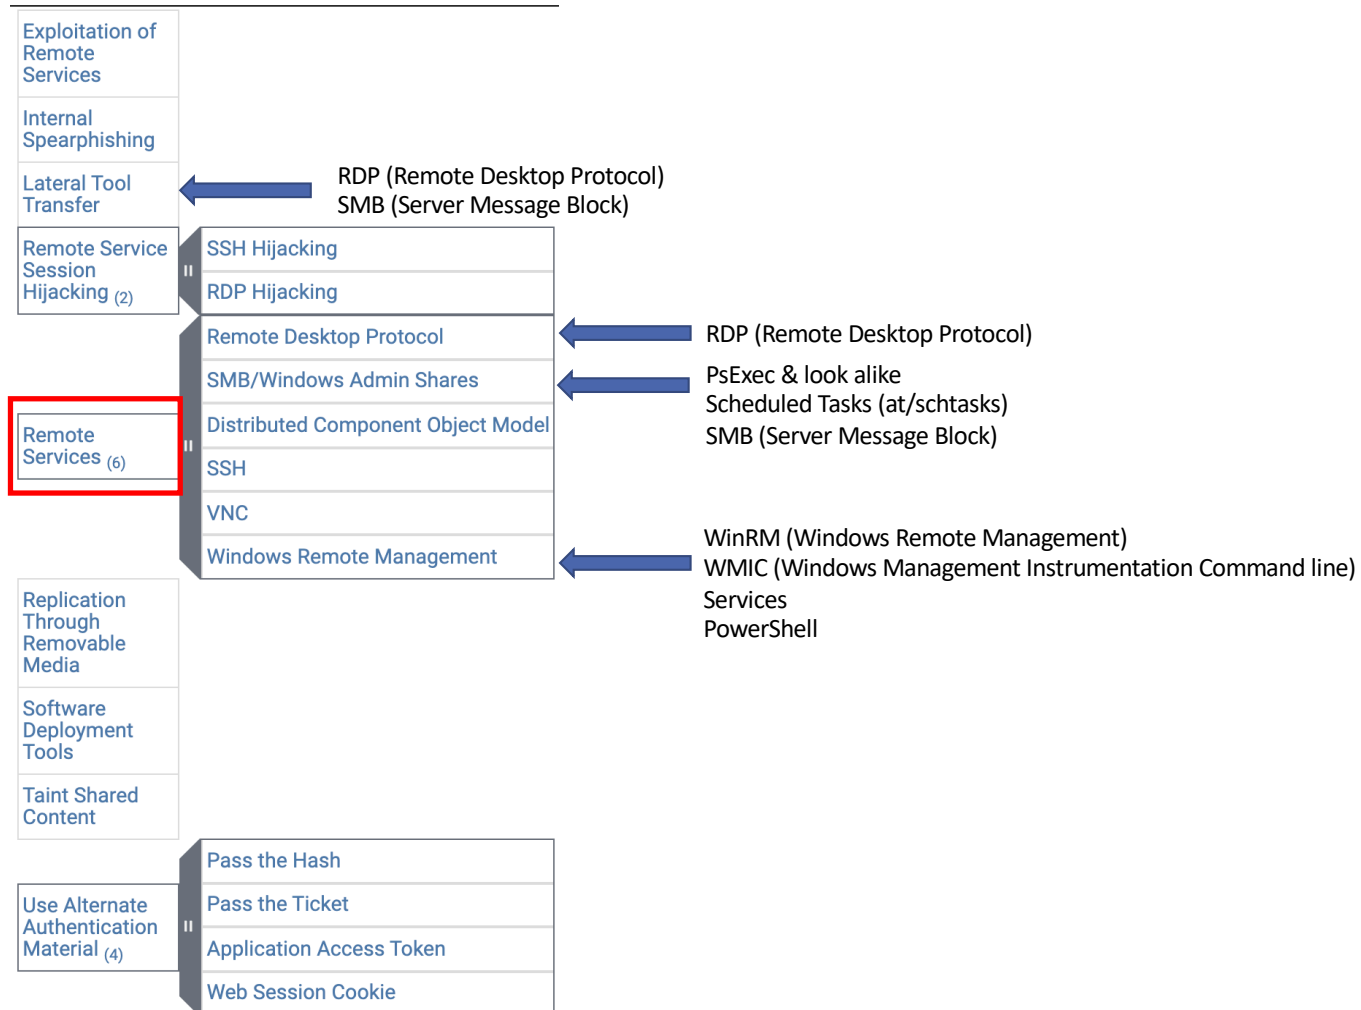 Exploitation of
Remote
Services
Internal
Spearphishing
Lateral Tool
Transfer
RDP (Remote Desktop Protocol)
SMB (Server Message Block)
Remote Service
Session
Hijacking (2)
II
SSH Hijacking
RDP Hijacking
Remote
Services (6)
II
Remote Desktop Protocol
RDP (Remote Desktop Protocol)
SMB/Windows Admin Shares
PsExec & look alike
Scheduled Tasks (at/schtasks)
SMB (Server Message Block)
Distributed Component Object Model
SSH
VNC
Windows Remote Management
WinRM (Windows Remote Management)
WMIC (Windows Management Instrumentation Command line)
Services
PowerShell
Replication
Through
Removable
Media
Software
Deployment
Tools
Taint Shared
Content
Use Alternate
Authentication
Material (4)
II
Pass the Hash
Pass the Ticket
Application Access Token
Web Session Cookie